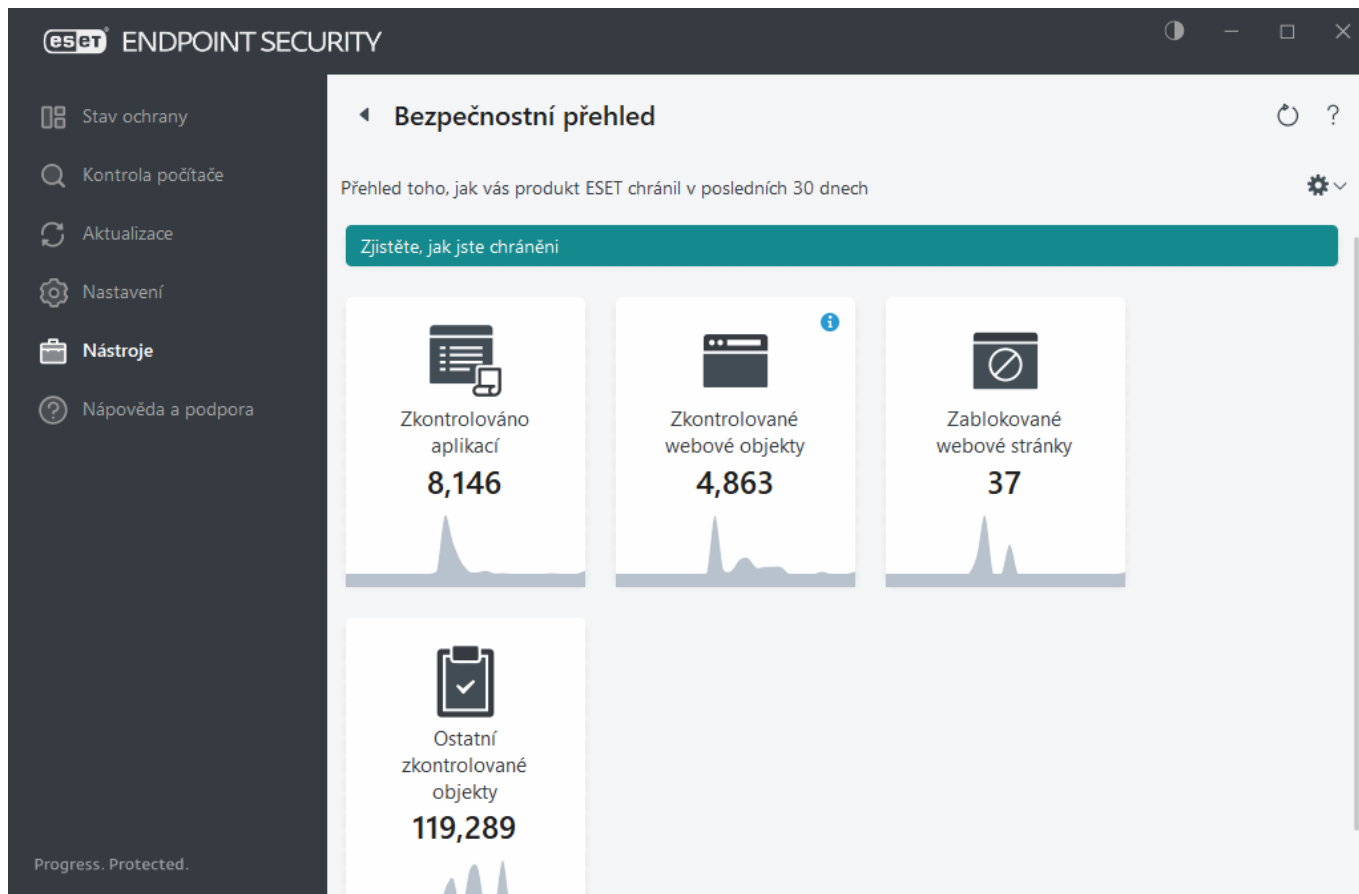 eset ENDPOINT SECURITY
Stav ochrany
Kontrola počítače
Aktualizace
Nastavení
Nástroje
Nápověda a podpora
Progress. Protected.
Bezpečnostní přehled
?
Přehled toho, jak vás produkt ESET chránil v posledních 30 dnech
Zjistěte, jak jste chráněni
Zkontrolováno
aplikací
8,146
Zkontrolované
webové objekty
4,863
Zablokované
webové stránky
37
Ostatní
zkontrolované
objekty
119,289